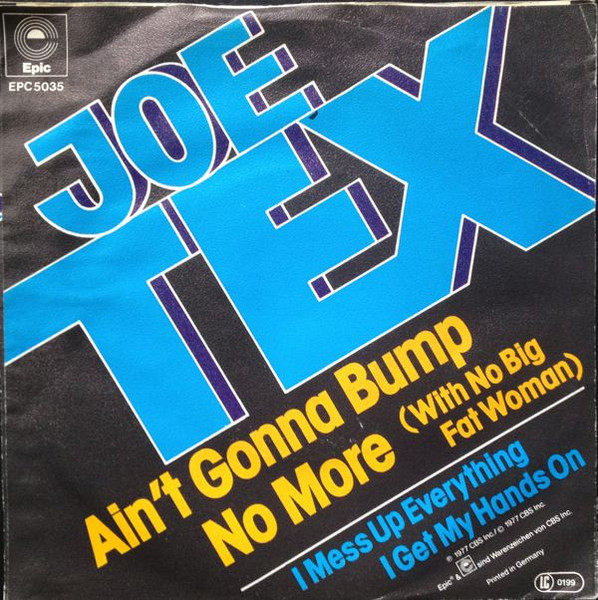 Epic
EPC 5035
JOE
TEX
Ain't Gonna Bump
No More
(With No Big
Fat Woman)
I Mess Up Everything
I Get My Hands On
℗ 1977 CBS Inc./© 1977 CBS Inc.
Epic® & Epic sind Warenzeichen von CBS Inc.
Printed in Germany
LC 0199